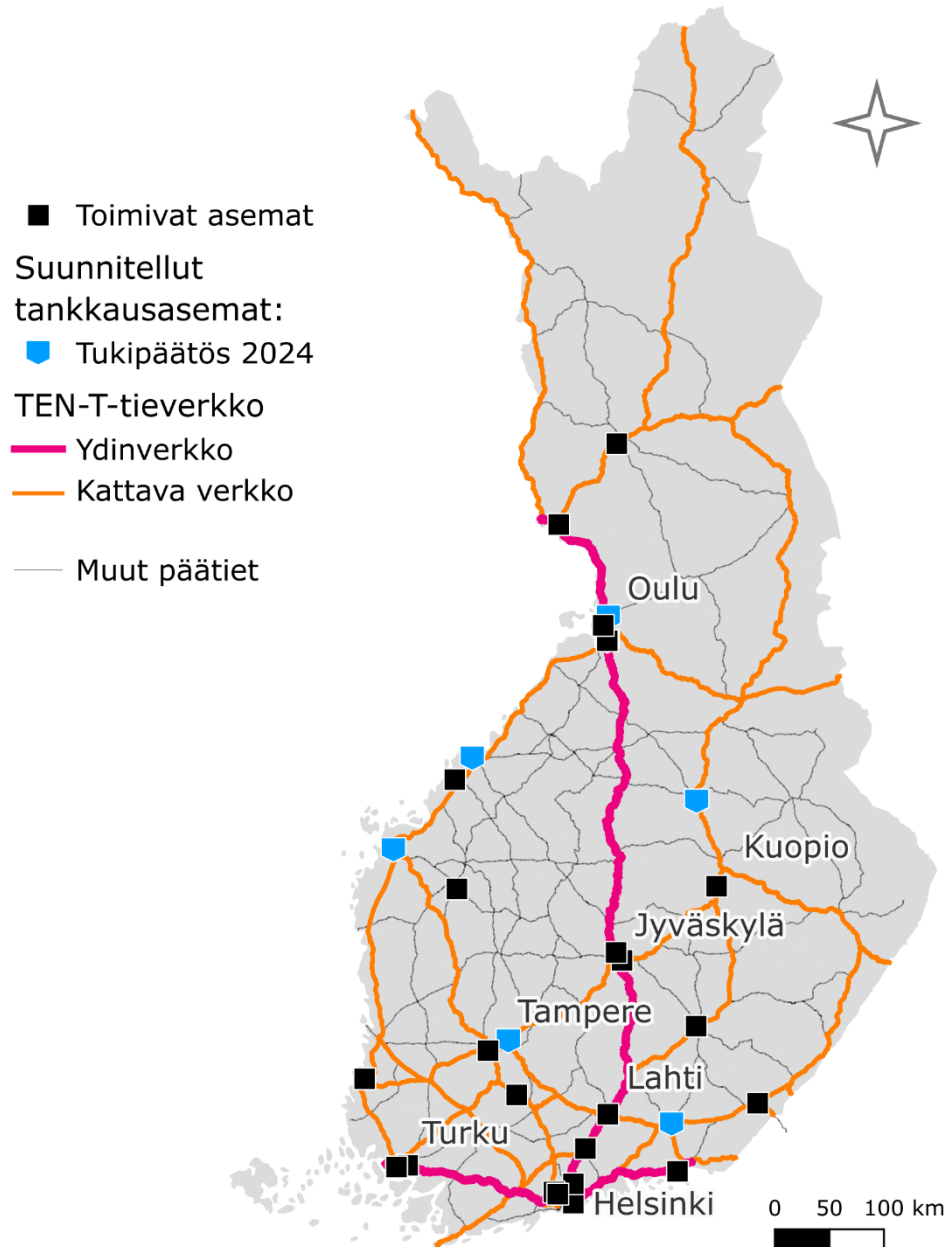 Toimivat asemat
Suunnitellut
tankkausasemat:
Tukipäätös 2024
TEN-T-tieverkko
Ydinverkko
Kattava verkko
Muut päätiet
Oulu
Kuopio
Jyväskylä
Tampere
Lahti
Turku
Helsinki
0 50 100 km